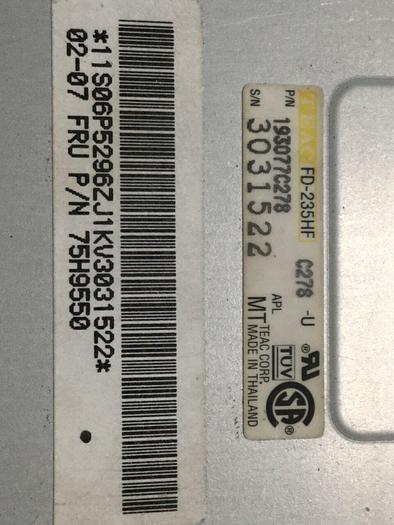 *11S06P5296ZJ1KV3031522*
02-07 FRU P/N 75H9550
TEAC FD-235HF C278 -U
P/N 193077C278
S/N 3031522
APL
MT TEAC CORP.
MADE IN THAILAND
TUV